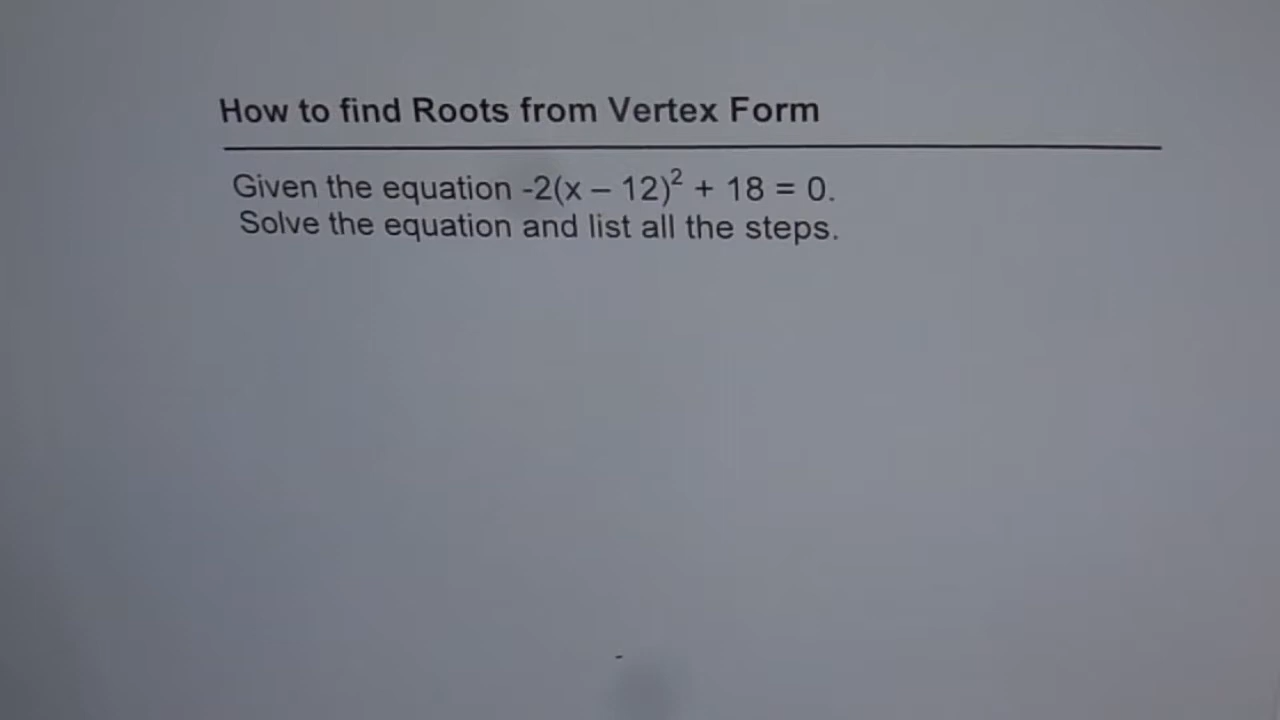 How to find Roots from Vertex Form
Given the equation -2(x – 12)² + 18 = 0.
Solve the equation and list all the steps.